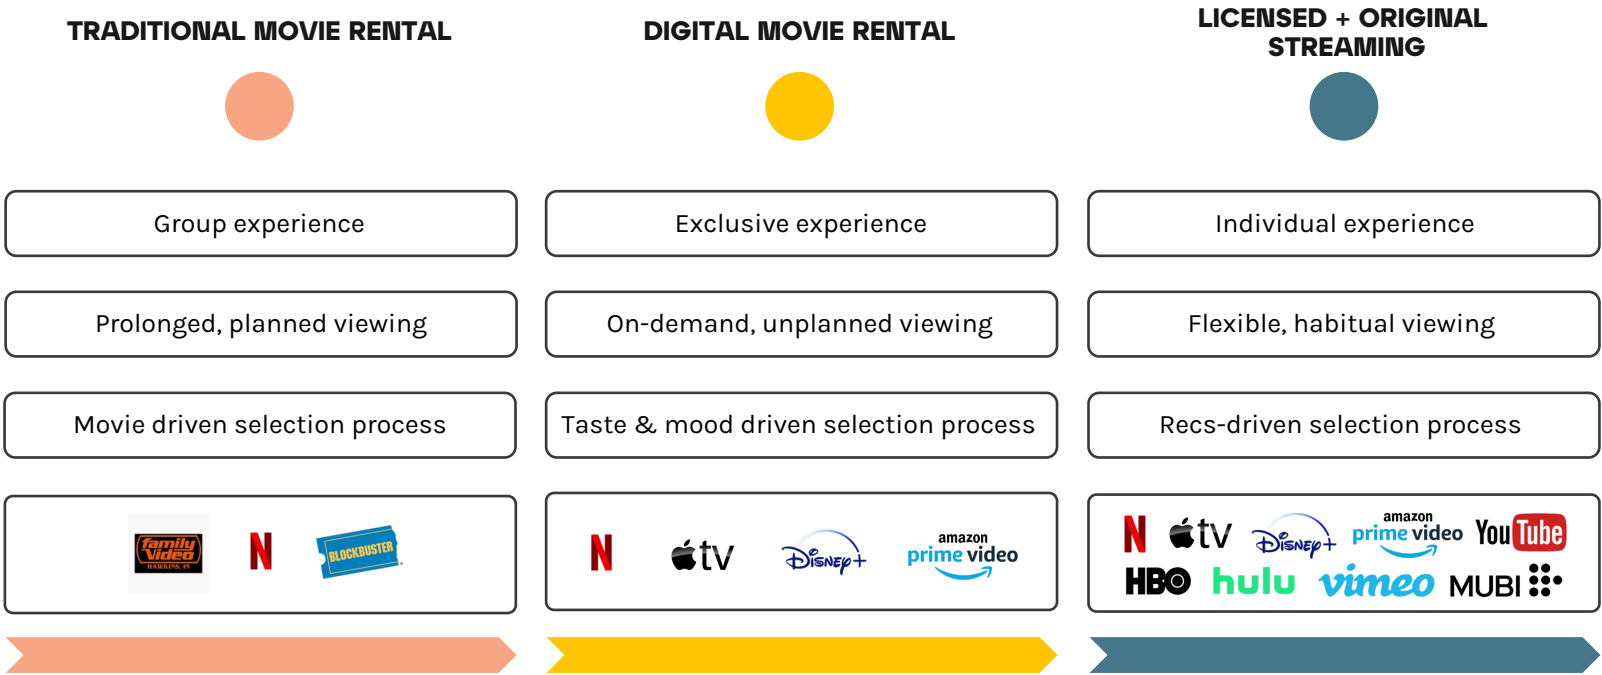 TRADITIONAL MOVIE RENTAL
DIGITAL MOVIE RENTAL
LICENSED + ORIGINAL
STREAMING
Group experience
Exclusive experience
Individual experience
Prolonged, planned viewing
On-demand, unplanned viewing
Flexible, habitual viewing
Movie driven selection process
Taste & mood driven selection process
Recs-driven selection process
family
Video
HAWKINS, IN
N
BLOCKBUSTER
N
tv
Disney+
amazon
prime video
N
tv
Disney+
amazon
prime video
YouTube
HBO
hulu
vimeo
MUBI